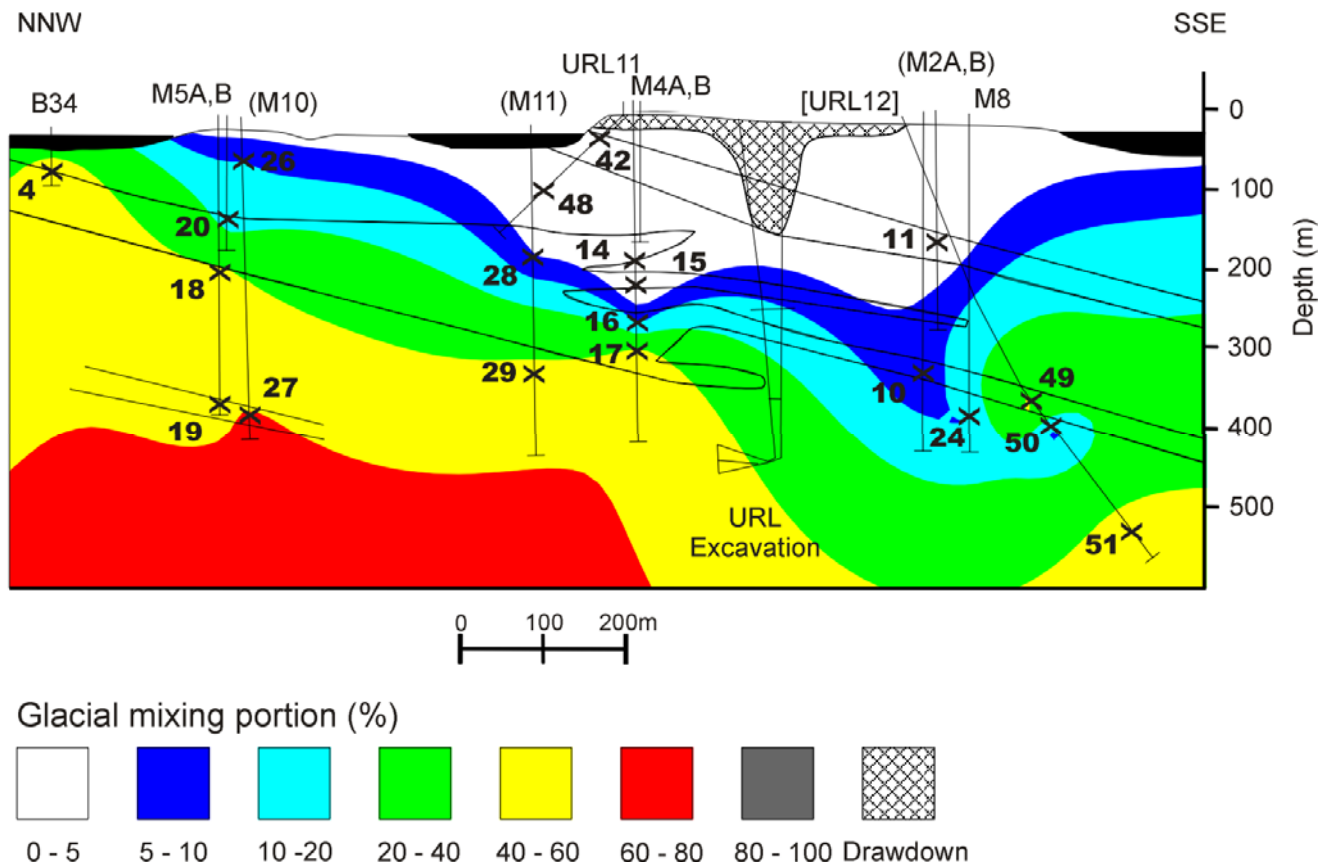 NNW
SSE
URL11
(M2A,B)
M5A,B
M4A,B
B34
(M10)
(M11)
[URL12]
M8
0
26
42
4
100
48
20
11
14
15
200
28
18
16
300
17
29
27
10
49
19
24
50
400
500
51
Depth (m)
URL
Excavation
0 100 200m
Glacial mixing portion (%)
0 - 5 5 - 10 10 -20 20 - 40 40 - 60 60 - 80 80 - 100 Drawdown